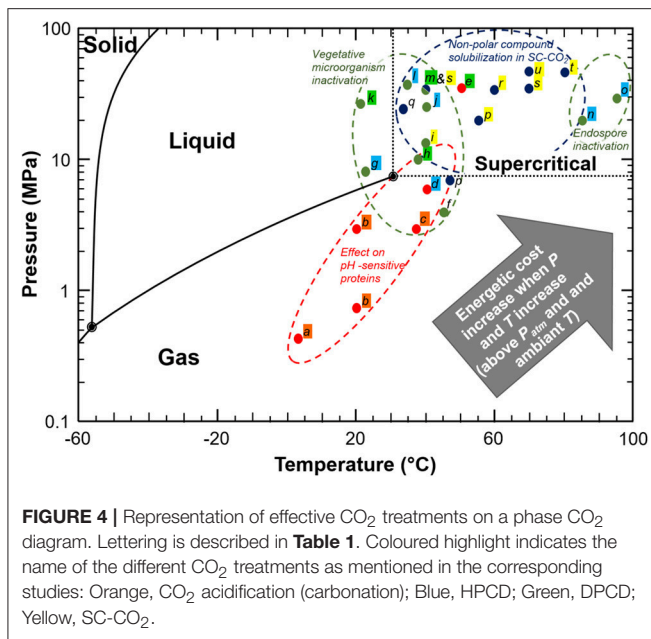 100
10
1
0.1
Pressure (MPa)
-60
-20
20
60
100
Temperature (°C)
Solid
Liquid
Gas
Supercritical
Vegetative
microorganism
inactivation
Non-polar compound
solubilization in SC-CO₂
Endospore
inactivation
Effect on
pH -sensitive
proteins
Energetic cost
increase when P
and T increase
(above Patm and and
ambiant T)
l
m & s
e
r
u
s
t
o
k
q
j
p
n
i
h
g
d
p
b
c
f
b
a
FIGURE 4 | Representation of effective CO₂ treatments on a phase CO₂
diagram. Lettering is described in Table 1. Coloured highlight indicates the
name of the different CO₂ treatments as mentioned in the corresponding
studies: Orange, CO₂ acidification (carbonation); Blue, HPCD; Green, DPCD;
Yellow, SC-CO₂.